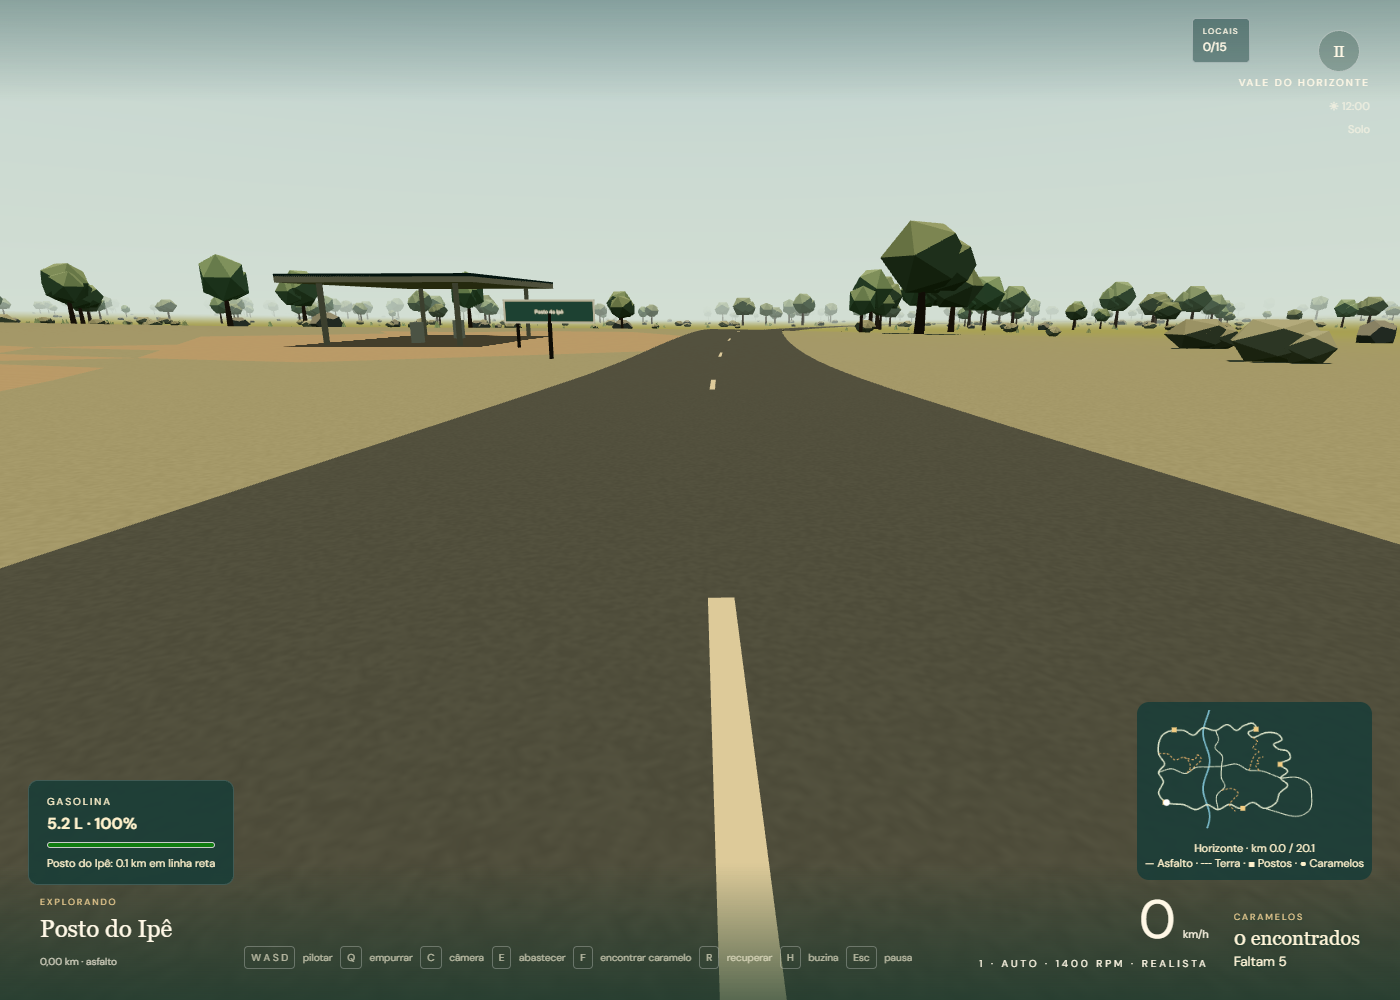 LOCAIS
0/15
II
VALE DO HORIZONTE
☀ 12:00
Solo
Posto do Ipê
GASOLINA
5.2 L · 100%
Posto do Ipê: 0.1 km em linha reta
EXPLORANDO
Posto do Ipê
0,00 km · asfalto
WASD pilotar Q empurrar C câmera E abastecer F encontrar caramelo R recuperar H buzina Esc pausa
Horizonte · km 0.0 / 20.1
— Asfalto · --- Terra · ■ Postos · ● Caramelos
0 km/h
1 · AUTO · 1400 RPM · REALISTA
CARAMELOS
0 encontrados
Faltam 5